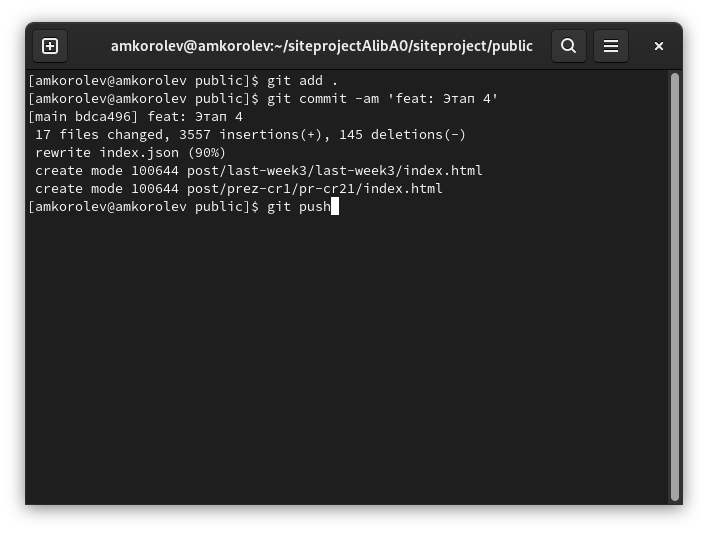 amkorolev@amkorolev:~/siteprojectAlibA0/siteproject/public
[amkorolev@amkorolev public]$ git add .
[amkorolev@amkorolev public]$ git commit -am 'feat: Этап 4'
[main bdca496] feat: Этап 4
 17 files changed, 3557 insertions(+), 145 deletions(-)
 rewrite index.json (90%)
 create mode 100644 post/last-week3/last-week3/index.html
 create mode 100644 post/prez-cr1/pr-cr21/index.html
[amkorolev@amkorolev public]$ git push